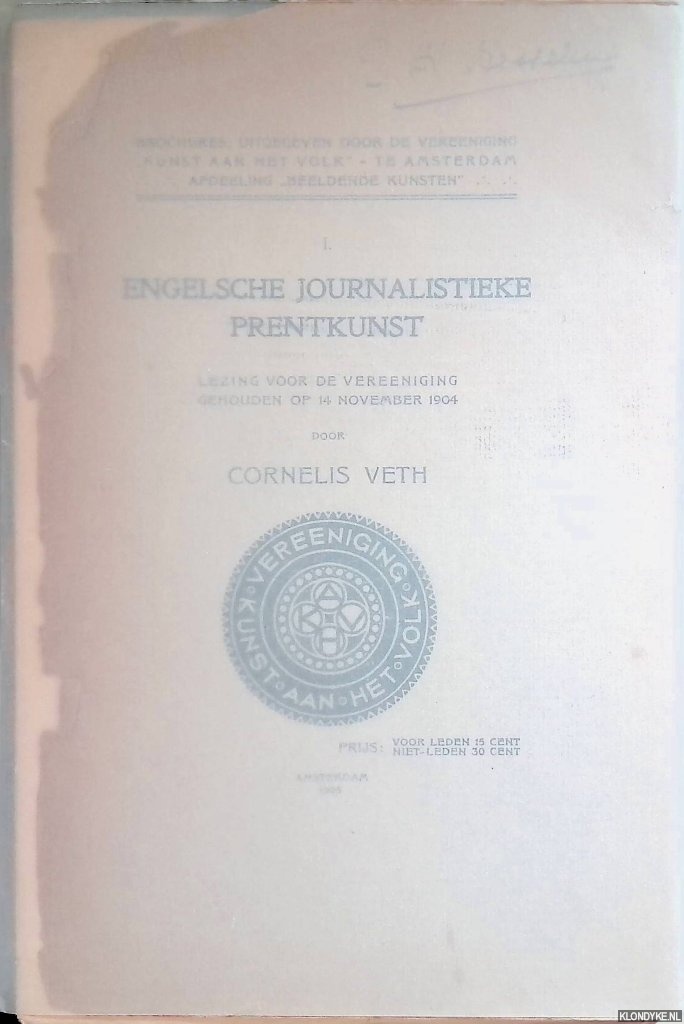 BROCHURES, UITGEGEVEN DOOR DE VEREENIGING
"KUNST AAN HET VOLK" - TE AMSTERDAM
AFDEELING „BEELDENDE KUNSTEN"
I.
ENGELSCHE JOURNALISTIEKE
PRENTKUNST
LEZING VOOR DE VEREENIGING
GEHOUDEN OP 14 NOVEMBER 1904
DOOR
CORNELIS VETH
VEREENIGING
KUNST AAN HET VOLK
AKVH
PRIJS: VOOR LEDEN 15 CENT
NIET-LEDEN 30 CENT
AMSTERDAM
1905
KLONDYKE.NL